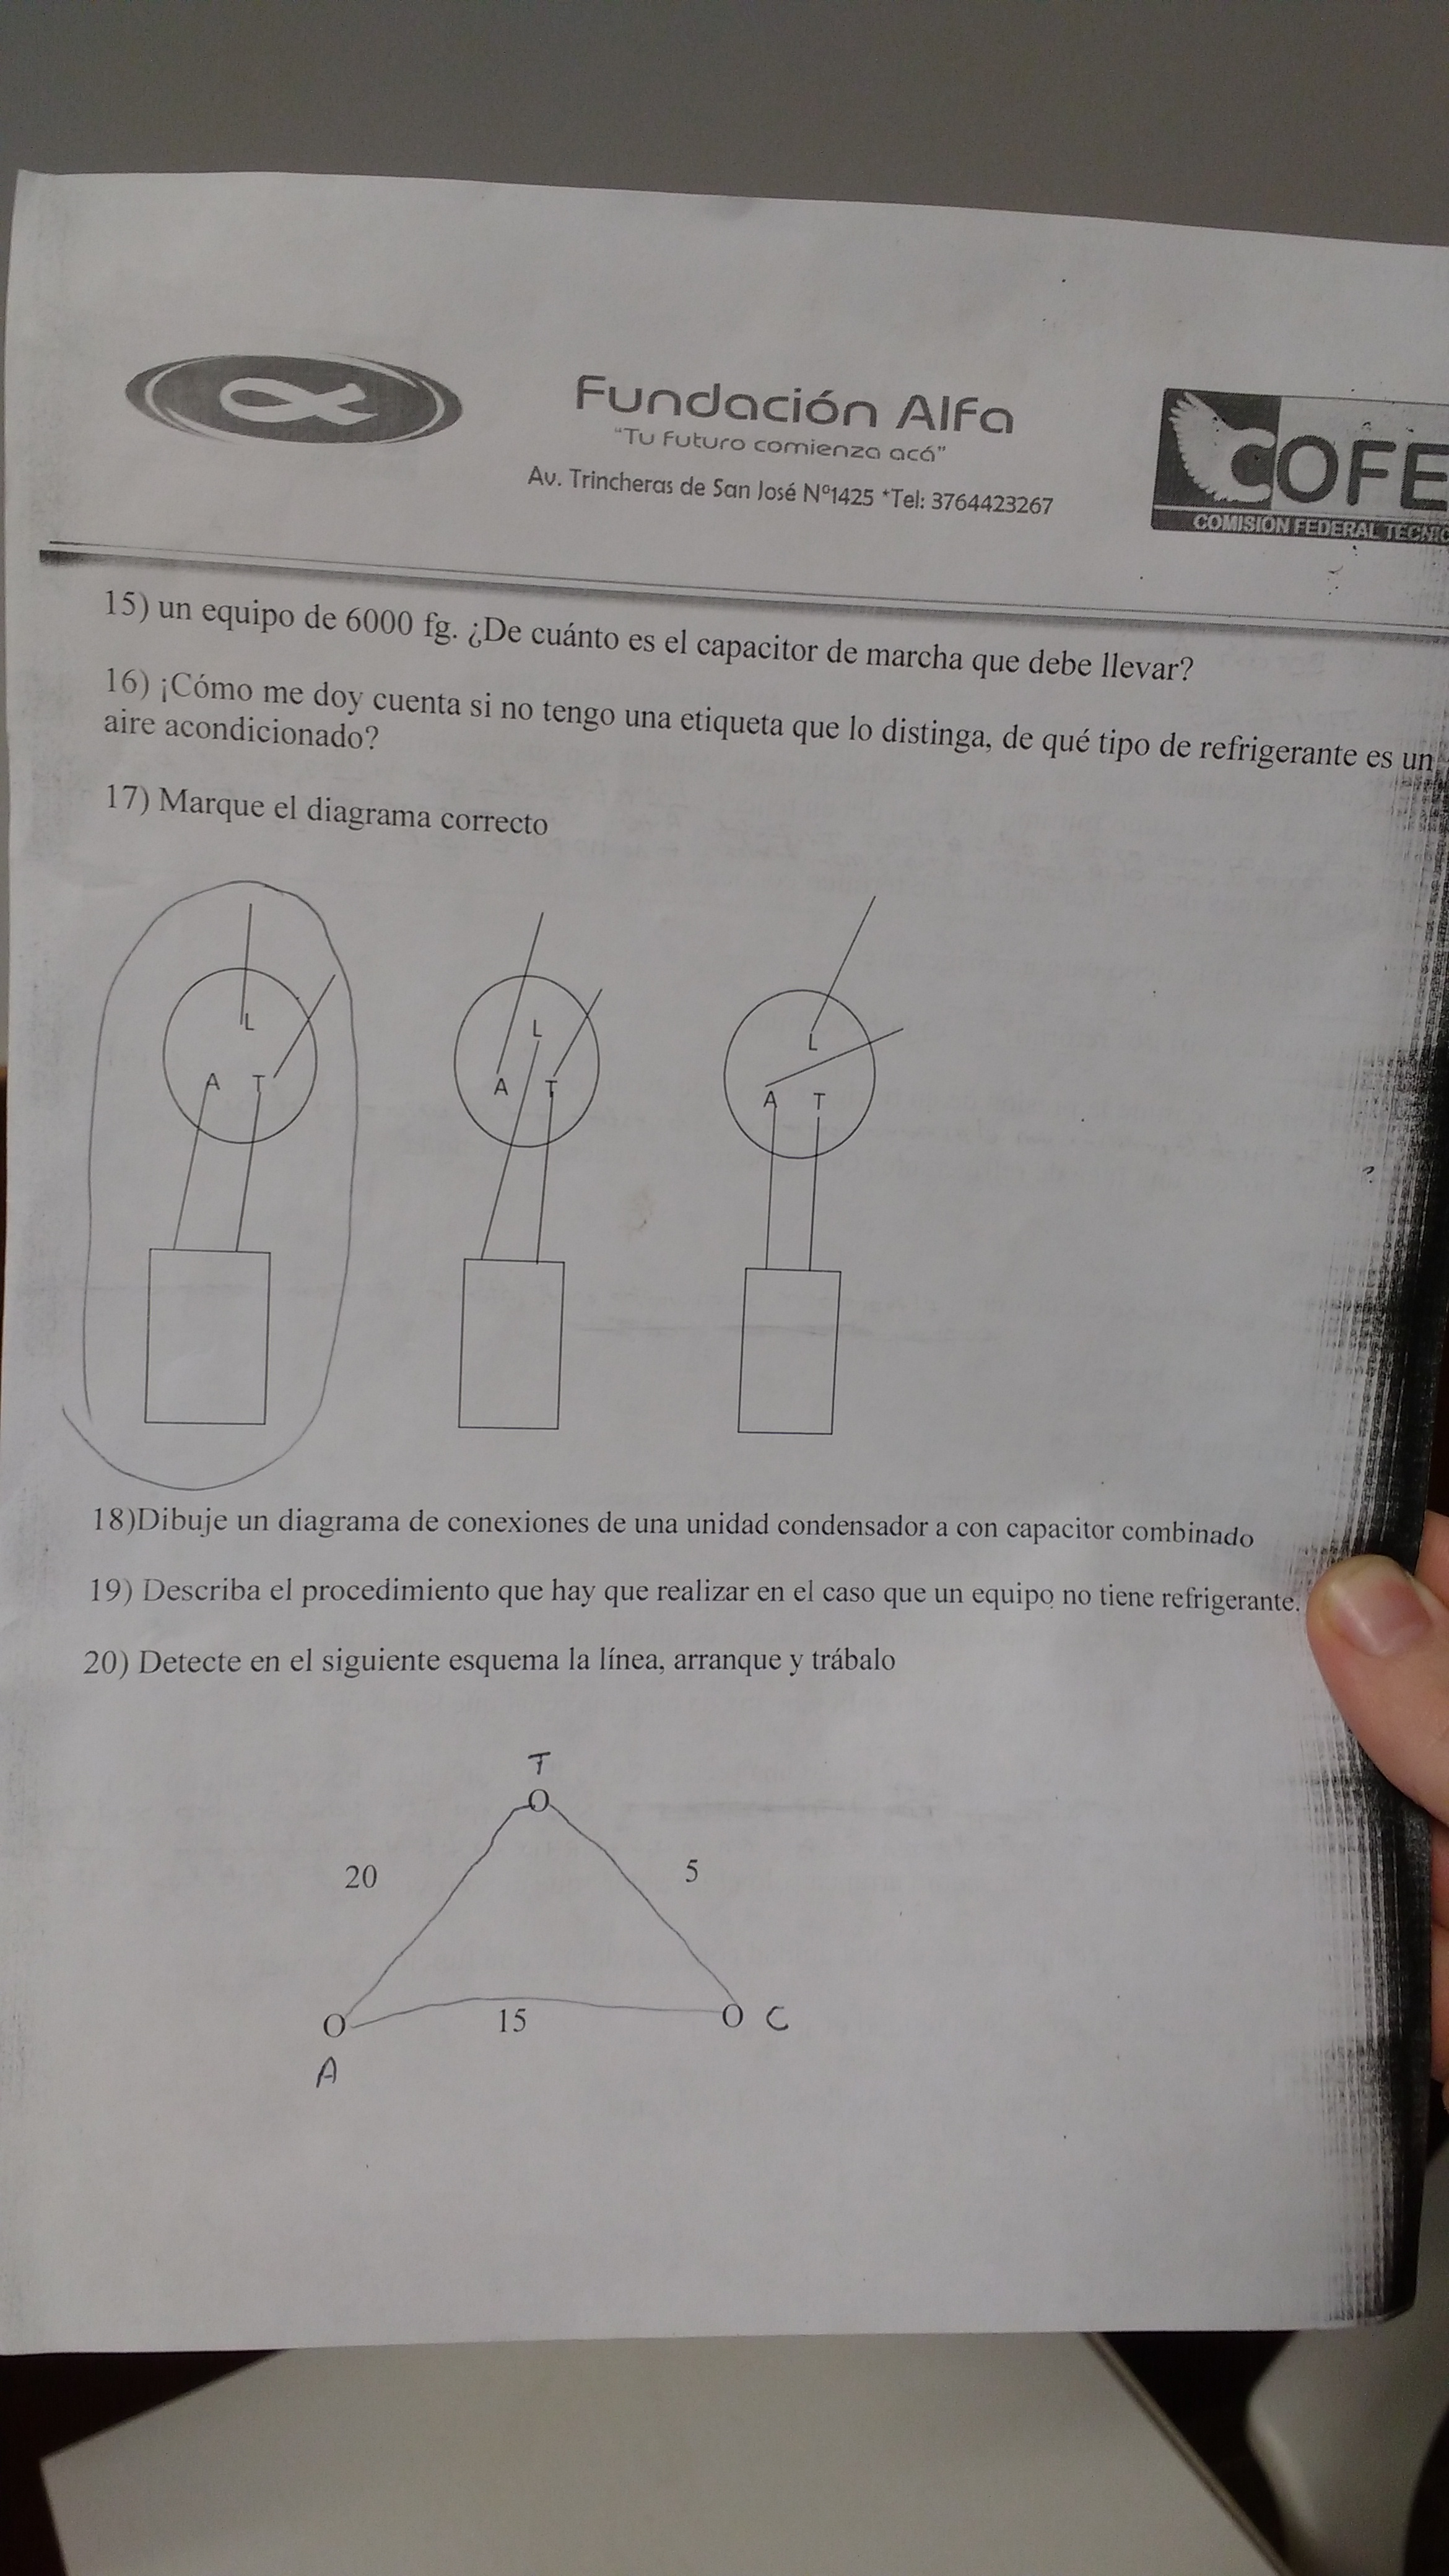 Fundación Alfa
"Tu futuro comienza acá"
Av. Trincheras de San José Nº1425 *Tel: 3764423267
COFE
COMISIÓN FEDERAL TECNIC
15) un equipo de 6000 fg. ¿De cuánto es el capacitor de marcha que debe llevar?
16) ¡Cómo me doy cuenta si no tengo una etiqueta que lo distinga, de qué tipo de refrigerante es un
aire acondicionado?
17) Marque el diagrama correcto
L L L
A T A T A T
18)Dibuje un diagrama de conexiones de una unidad condensador a con capacitor combinado
19) Describa el procedimiento que hay que realizar en el caso que un equipo no tiene refrigerante.
20) Detecte en el siguiente esquema la línea, arranque y trábalo
T
O
20 5
O 15 O C
A